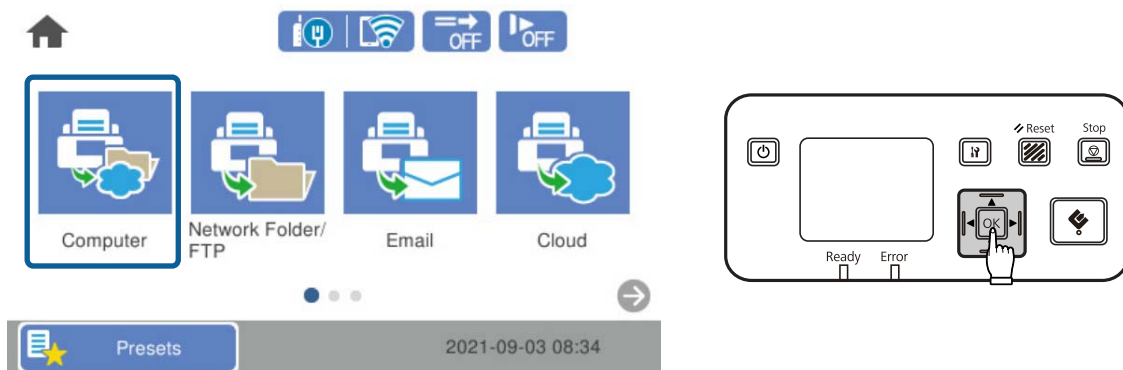 OFF
OFF
Computer
Network Folder/
FTP
Email
Cloud
Presets
2021-09-03 08:34
Reset
Stop
OK
Ready
Error